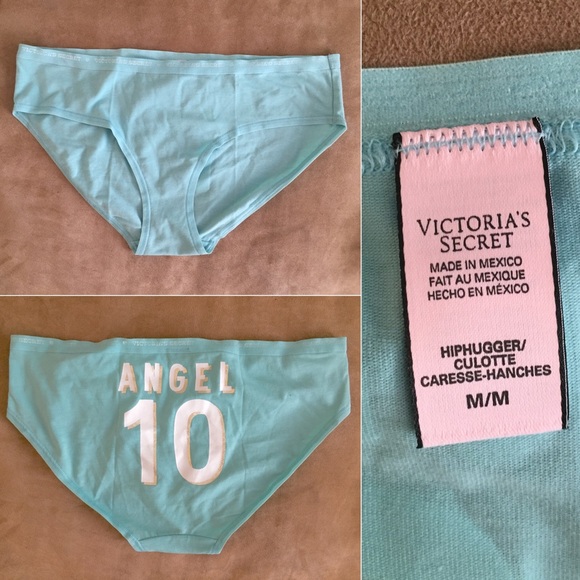 ANGEL
10
VICTORIA'S
SECRET
MADE IN MEXICO
FAIT AU MEXIQUE
HECHO EN MÉXICO
HIPHUGGER/
CULOTTE
CARESSE-HANCHES
M/M